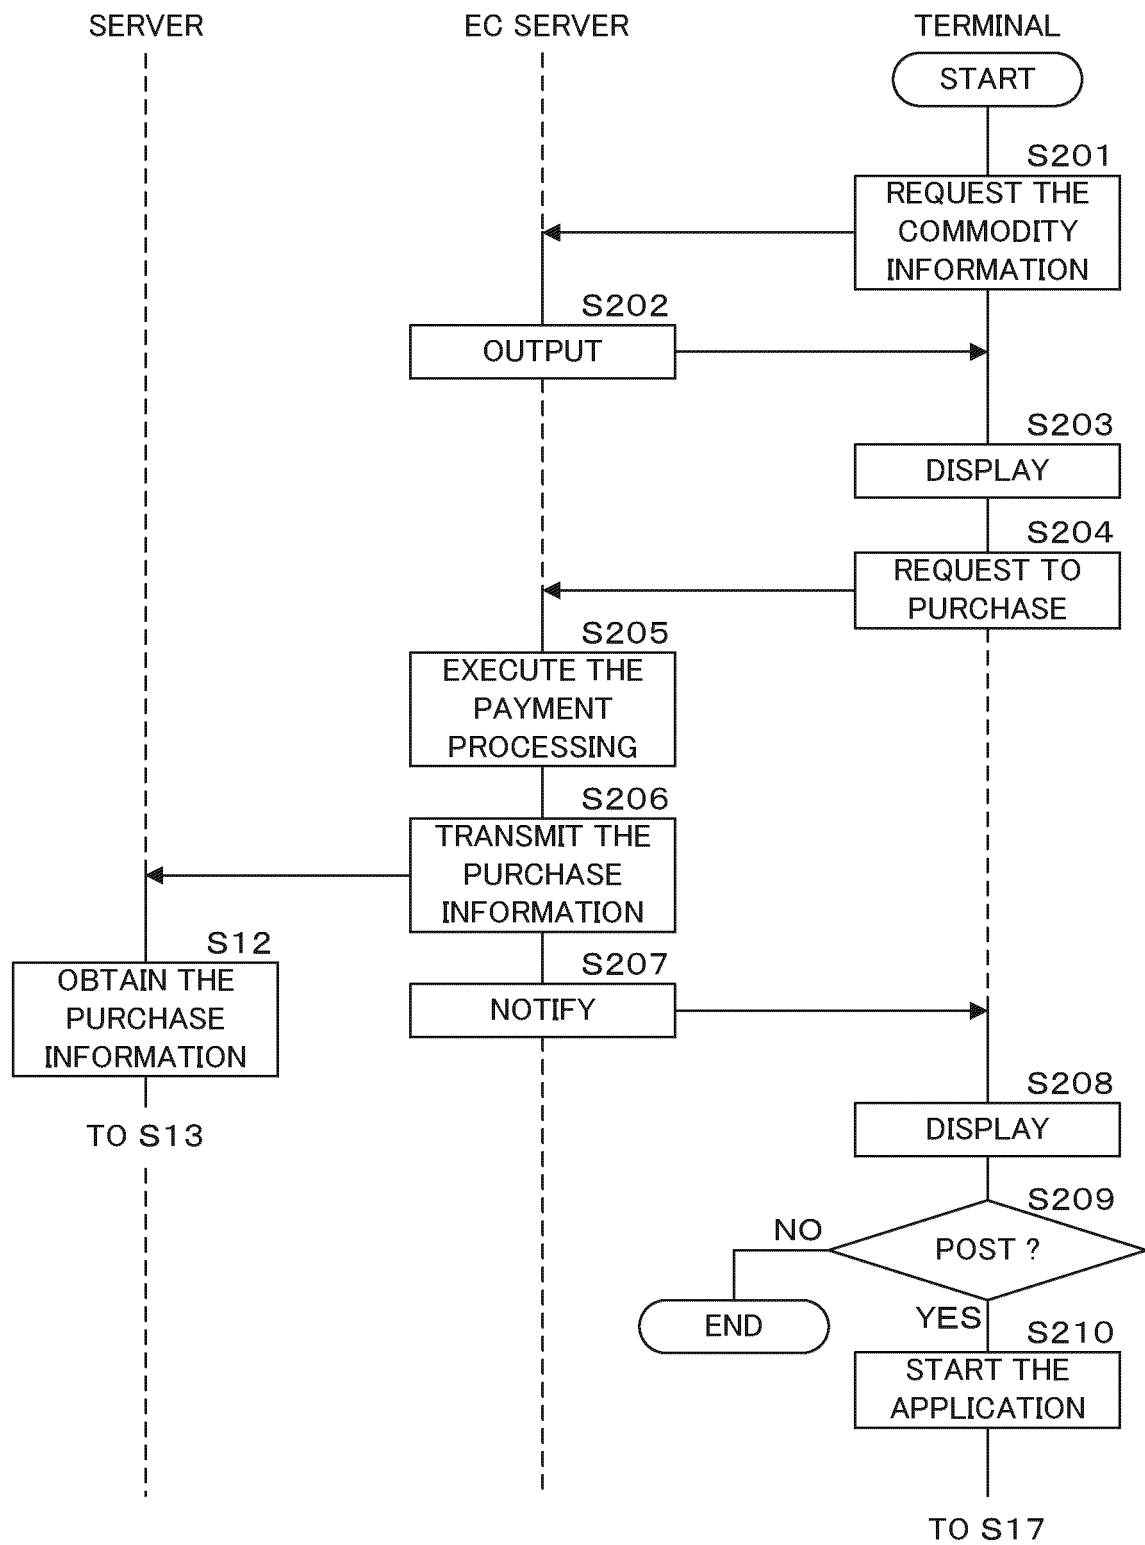 SERVER
EC SERVER
TERMINAL
START
S201
REQUEST THE
COMMODITY
INFORMATION
S202
OUTPUT
S203
DISPLAY
S204
REQUEST TO
PURCHASE
S205
EXECUTE THE
PAYMENT
PROCESSING
S206
TRANSMIT THE
PURCHASE
INFORMATION
S12
OBTAIN THE
PURCHASE
INFORMATION
TO S13
S207
NOTIFY
S208
DISPLAY
S209
POST ?
NO
END
YES
S210
START THE
APPLICATION
TO S17